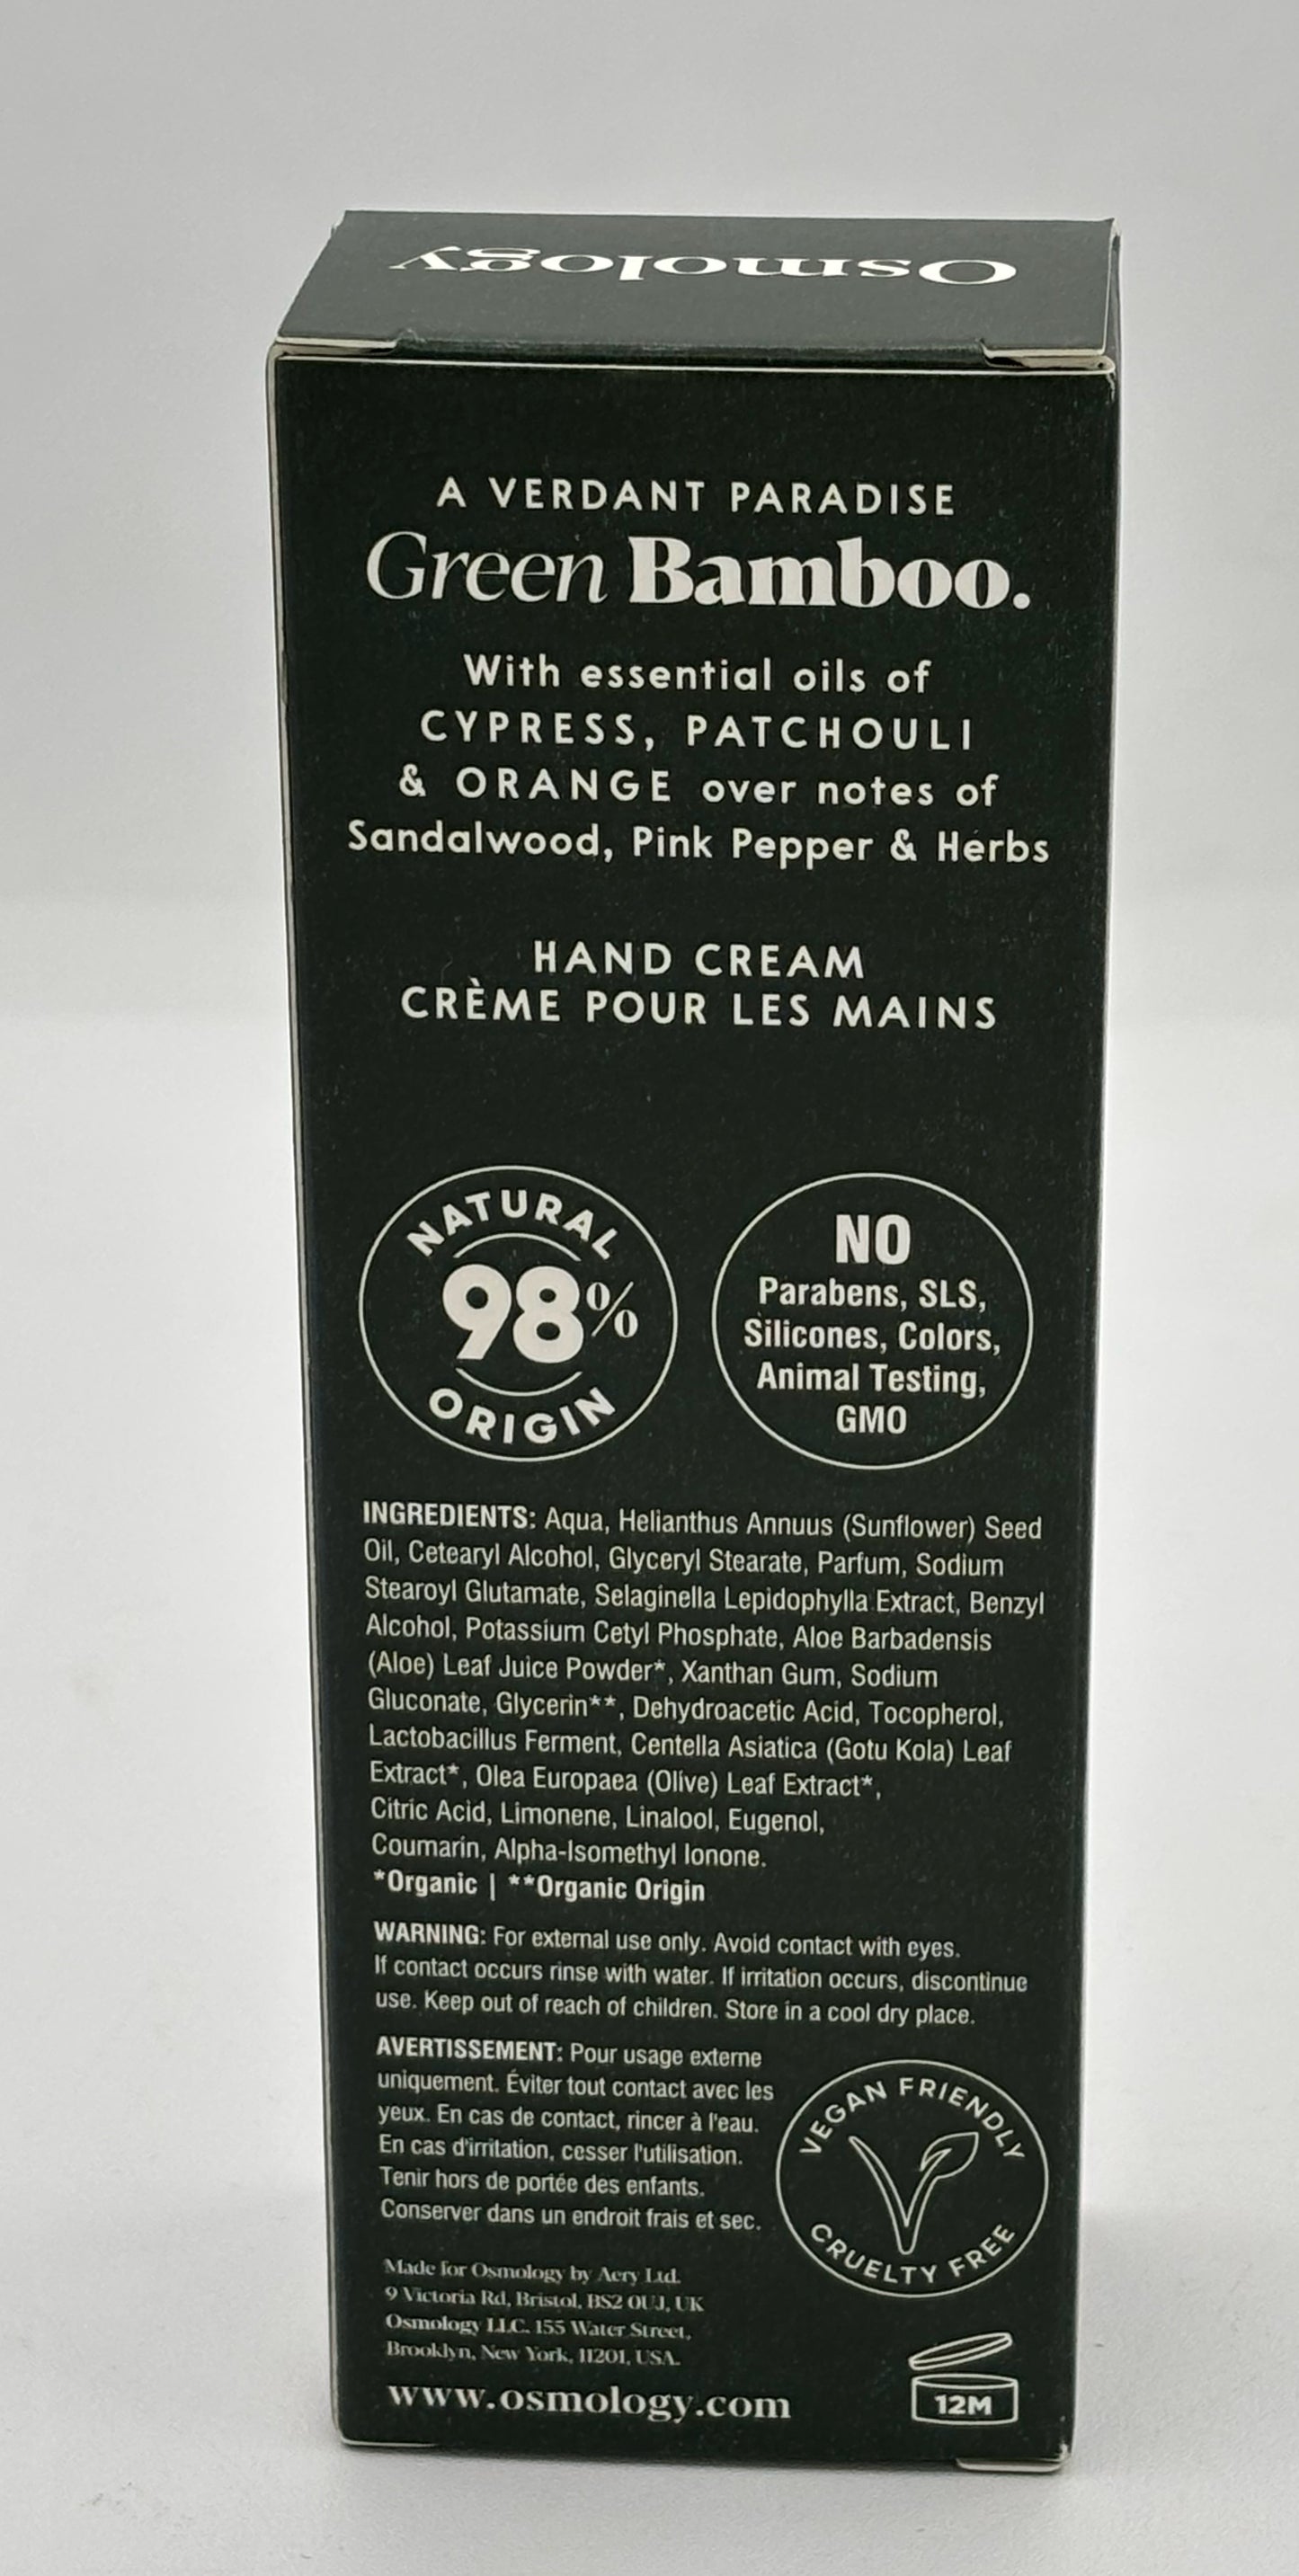 Osmology
A VERDANT PARADISE
Green Bamboo.
With essential oils of
CYPRESS, PATCHOULI
& ORANGE over notes of
Sandalwood, Pink Pepper & Herbs
HAND CREAM
CRÈME POUR LES MAINS
NATURAL
98%
ORIGIN
NO
Parabens, SLS,
Silicones, Colors,
Animal Testing,
GMO
INGREDIENTS: Aqua, Helianthus Annuus (Sunflower) Seed
Oil, Cetearyl Alcohol, Glyceryl Stearate, Parfum, Sodium
Stearoyl Glutamate, Selaginella Lepidophylla Extract, Benzyl
Alcohol, Potassium Cetyl Phosphate, Aloe Barbadensis
(Aloe) Leaf Juice Powder*, Xanthan Gum, Sodium
Gluconate, Glycerin**, Dehydroacetic Acid, Tocopherol,
Lactobacillus Ferment, Centella Asiatica (Gotu Kola) Leaf
Extract*, Olea Europaea (Olive) Leaf Extract*,
Citric Acid, Limonene, Linalool, Eugenol,
Coumarin, Alpha-Isomethyl Ionone.
*Organic | **Organic Origin
WARNING: For external use only. Avoid contact with eyes.
If contact occurs rinse with water. If irritation occurs, discontinue
use. Keep out of reach of children. Store in a cool dry place.
AVERTISSEMENT: Pour usage externe
uniquement. Éviter tout contact avec les
yeux. En cas de contact, rincer à l'eau.
En cas d'irritation, cesser l'utilisation.
Tenir hors de portée des enfants.
Conserver dans un endroit frais et sec.
VEGAN FRIENDLY
CRUELTY FREE
Made for Osmology by Aery Ltd.
9 Victoria Rd, Bristol, BS2 0UJ, UK
Osmology LLC. 155 Water Street,
Brooklyn, New York, 11201, USA.
www.osmology.com
12M